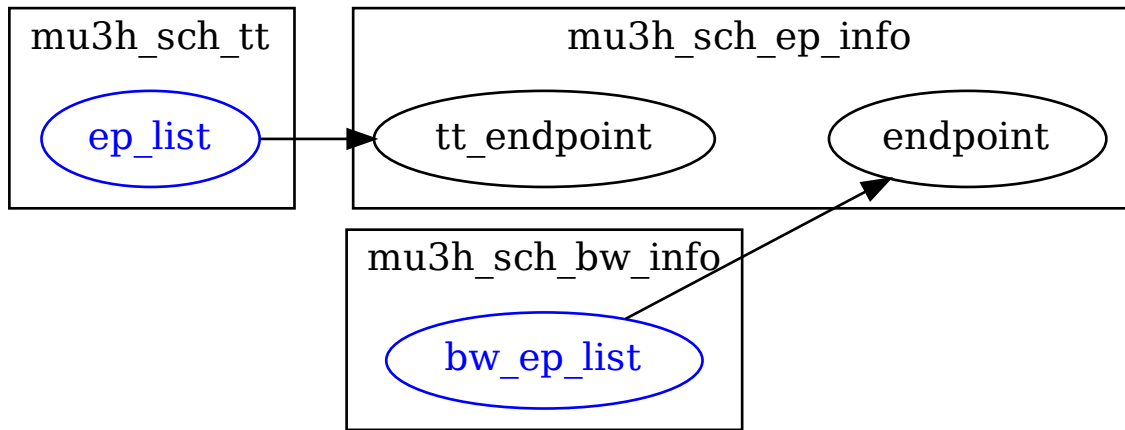 mu3h_sch_tt
ep_list
mu3h_sch_ep_info
tt_endpoint
endpoint
mu3h_sch_bw_info
bw_ep_list